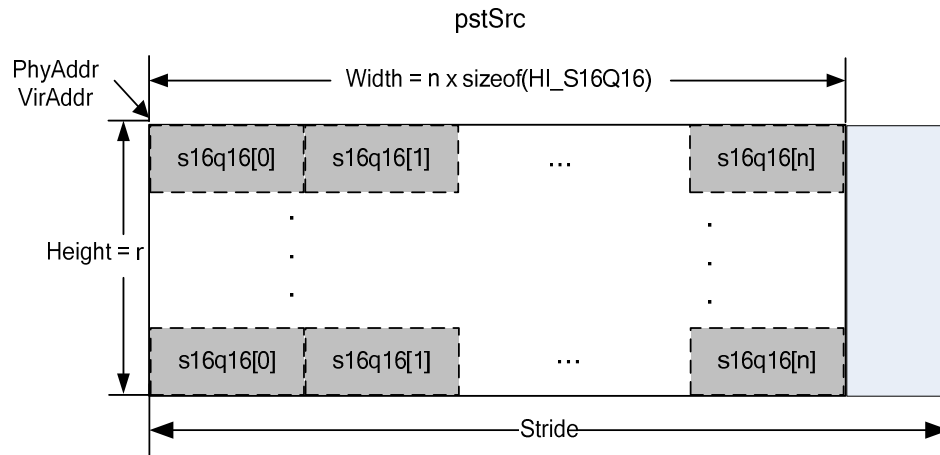 pstSrc
PhyAddr
VirAddr
Width = n x sizeof(HI_S16Q16)
s16q16[0] s16q16[1] ... s16q16[n]
Height = r
s16q16[0] s16q16[1] ... s16q16[n]
Stride